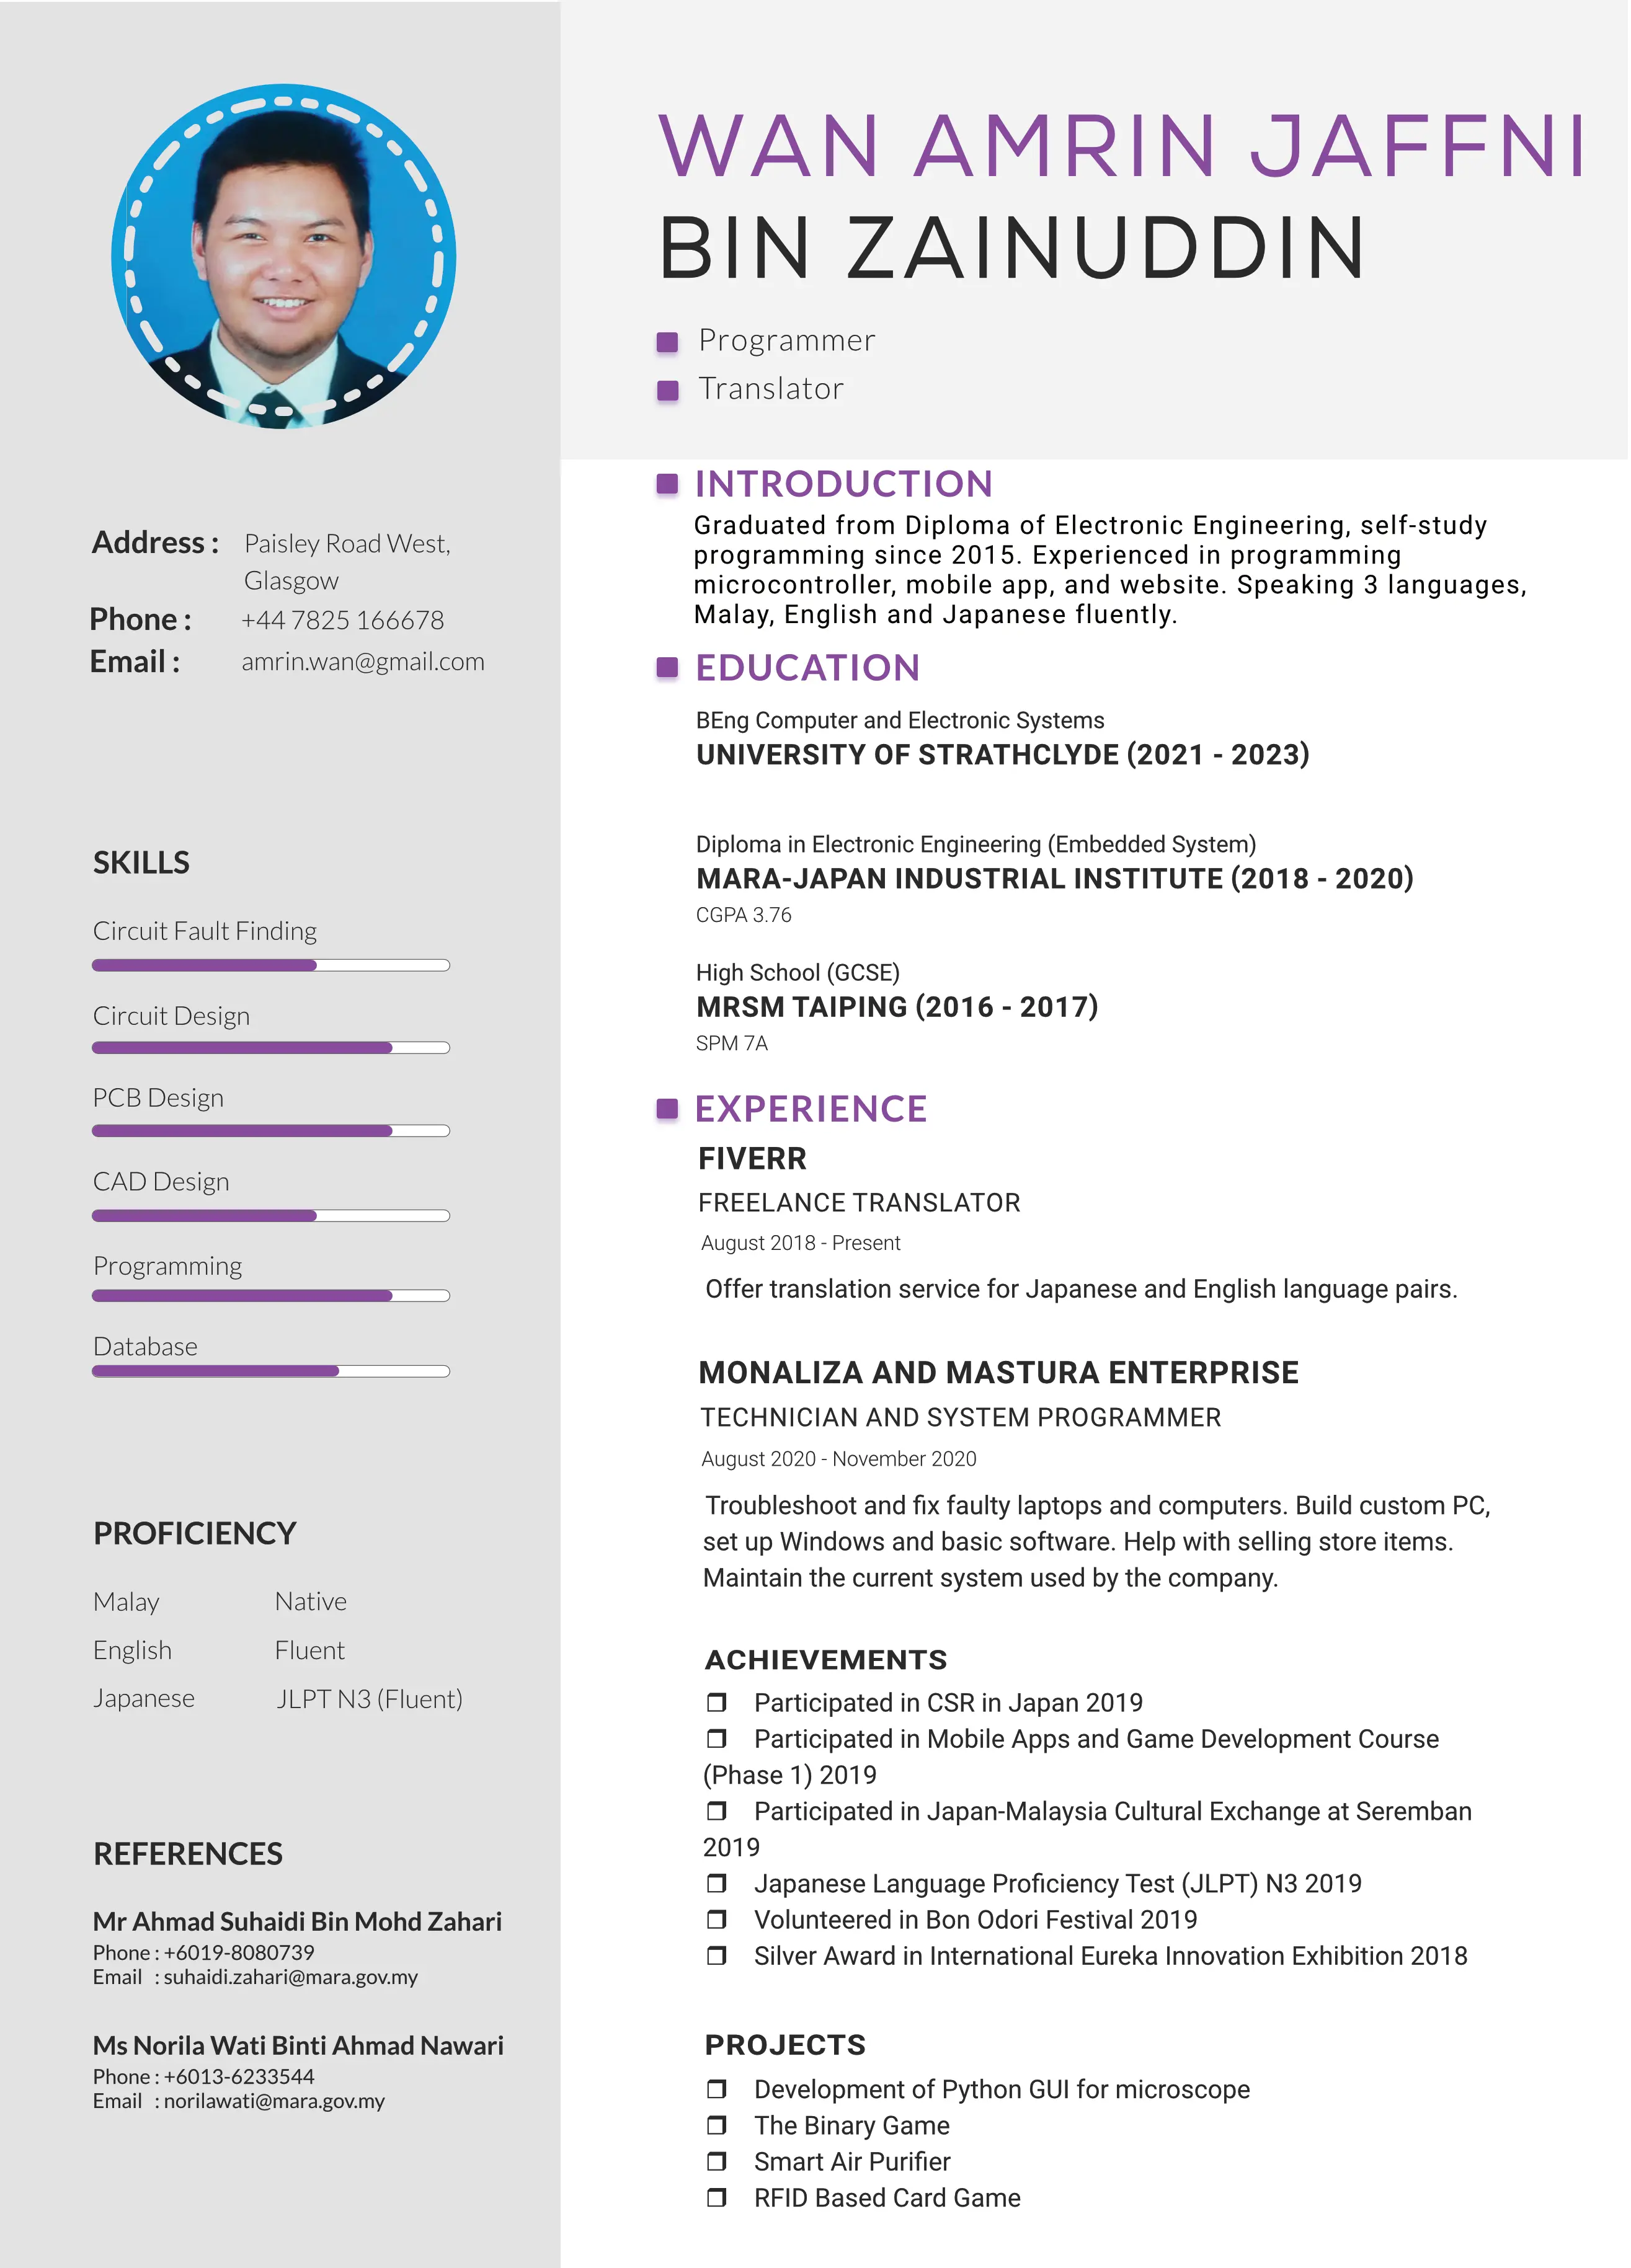 WAN AMRIN JAFFNI
BIN ZAINUDDIN
Programmer
Translator
Address : Paisley Road West,
Glasgow
Phone : +44 7825 166678
Email : amrin.wan@gmail.com
SKILLS
Circuit Fault Finding
Circuit Design
PCB Design
CAD Design
Programming
Database
PROFICIENCY
Malay Native
English Fluent
Japanese JLPT N3 (Fluent)
REFERENCES
Mr Ahmad Suhaidi Bin Mohd Zahari
Phone : +6019-8080739
Email : suhaidi.zahari@mara.gov.my
Ms Norila Wati Binti Ahmad Nawari
Phone : +6013-6233544
Email : norilawati@mara.gov.my
INTRODUCTION
Graduated from Diploma of Electronic Engineering, self-study
programming since 2015. Experienced in programming
microcontroller, mobile app, and website. Speaking 3 languages,
Malay, English and Japanese fluently.
EDUCATION
BEng Computer and Electronic Systems
UNIVERSITY OF STRATHCLYDE (2021 - 2023)
Diploma in Electronic Engineering (Embedded System)
MARA-JAPAN INDUSTRIAL INSTITUTE (2018 - 2020)
CGPA 3.76
High School (GCSE)
MRSM TAIPING (2016 - 2017)
SPM 7A
EXPERIENCE
FIVERR
FREELANCE TRANSLATOR
August 2018 - Present
Offer translation service for Japanese and English language pairs.
MONALIZA AND MASTURA ENTERPRISE
TECHNICIAN AND SYSTEM PROGRAMMER
August 2020 - November 2020
Troubleshoot and fix faulty laptops and computers. Build custom PC,
set up Windows and basic software. Help with selling store items.
Maintain the current system used by the company.
ACHIEVEMENTS
❒ Participated in CSR in Japan 2019
❒ Participated in Mobile Apps and Game Development Course
(Phase 1) 2019
❒ Participated in Japan-Malaysia Cultural Exchange at Seremban
2019
❒ Japanese Language Proficiency Test (JLPT) N3 2019
❒ Volunteered in Bon Odori Festival 2019
❒ Silver Award in International Eureka Innovation Exhibition 2018
PROJECTS
❒ Development of Python GUI for microscope
❒ The Binary Game
❒ Smart Air Purifier
❒ RFID Based Card Game